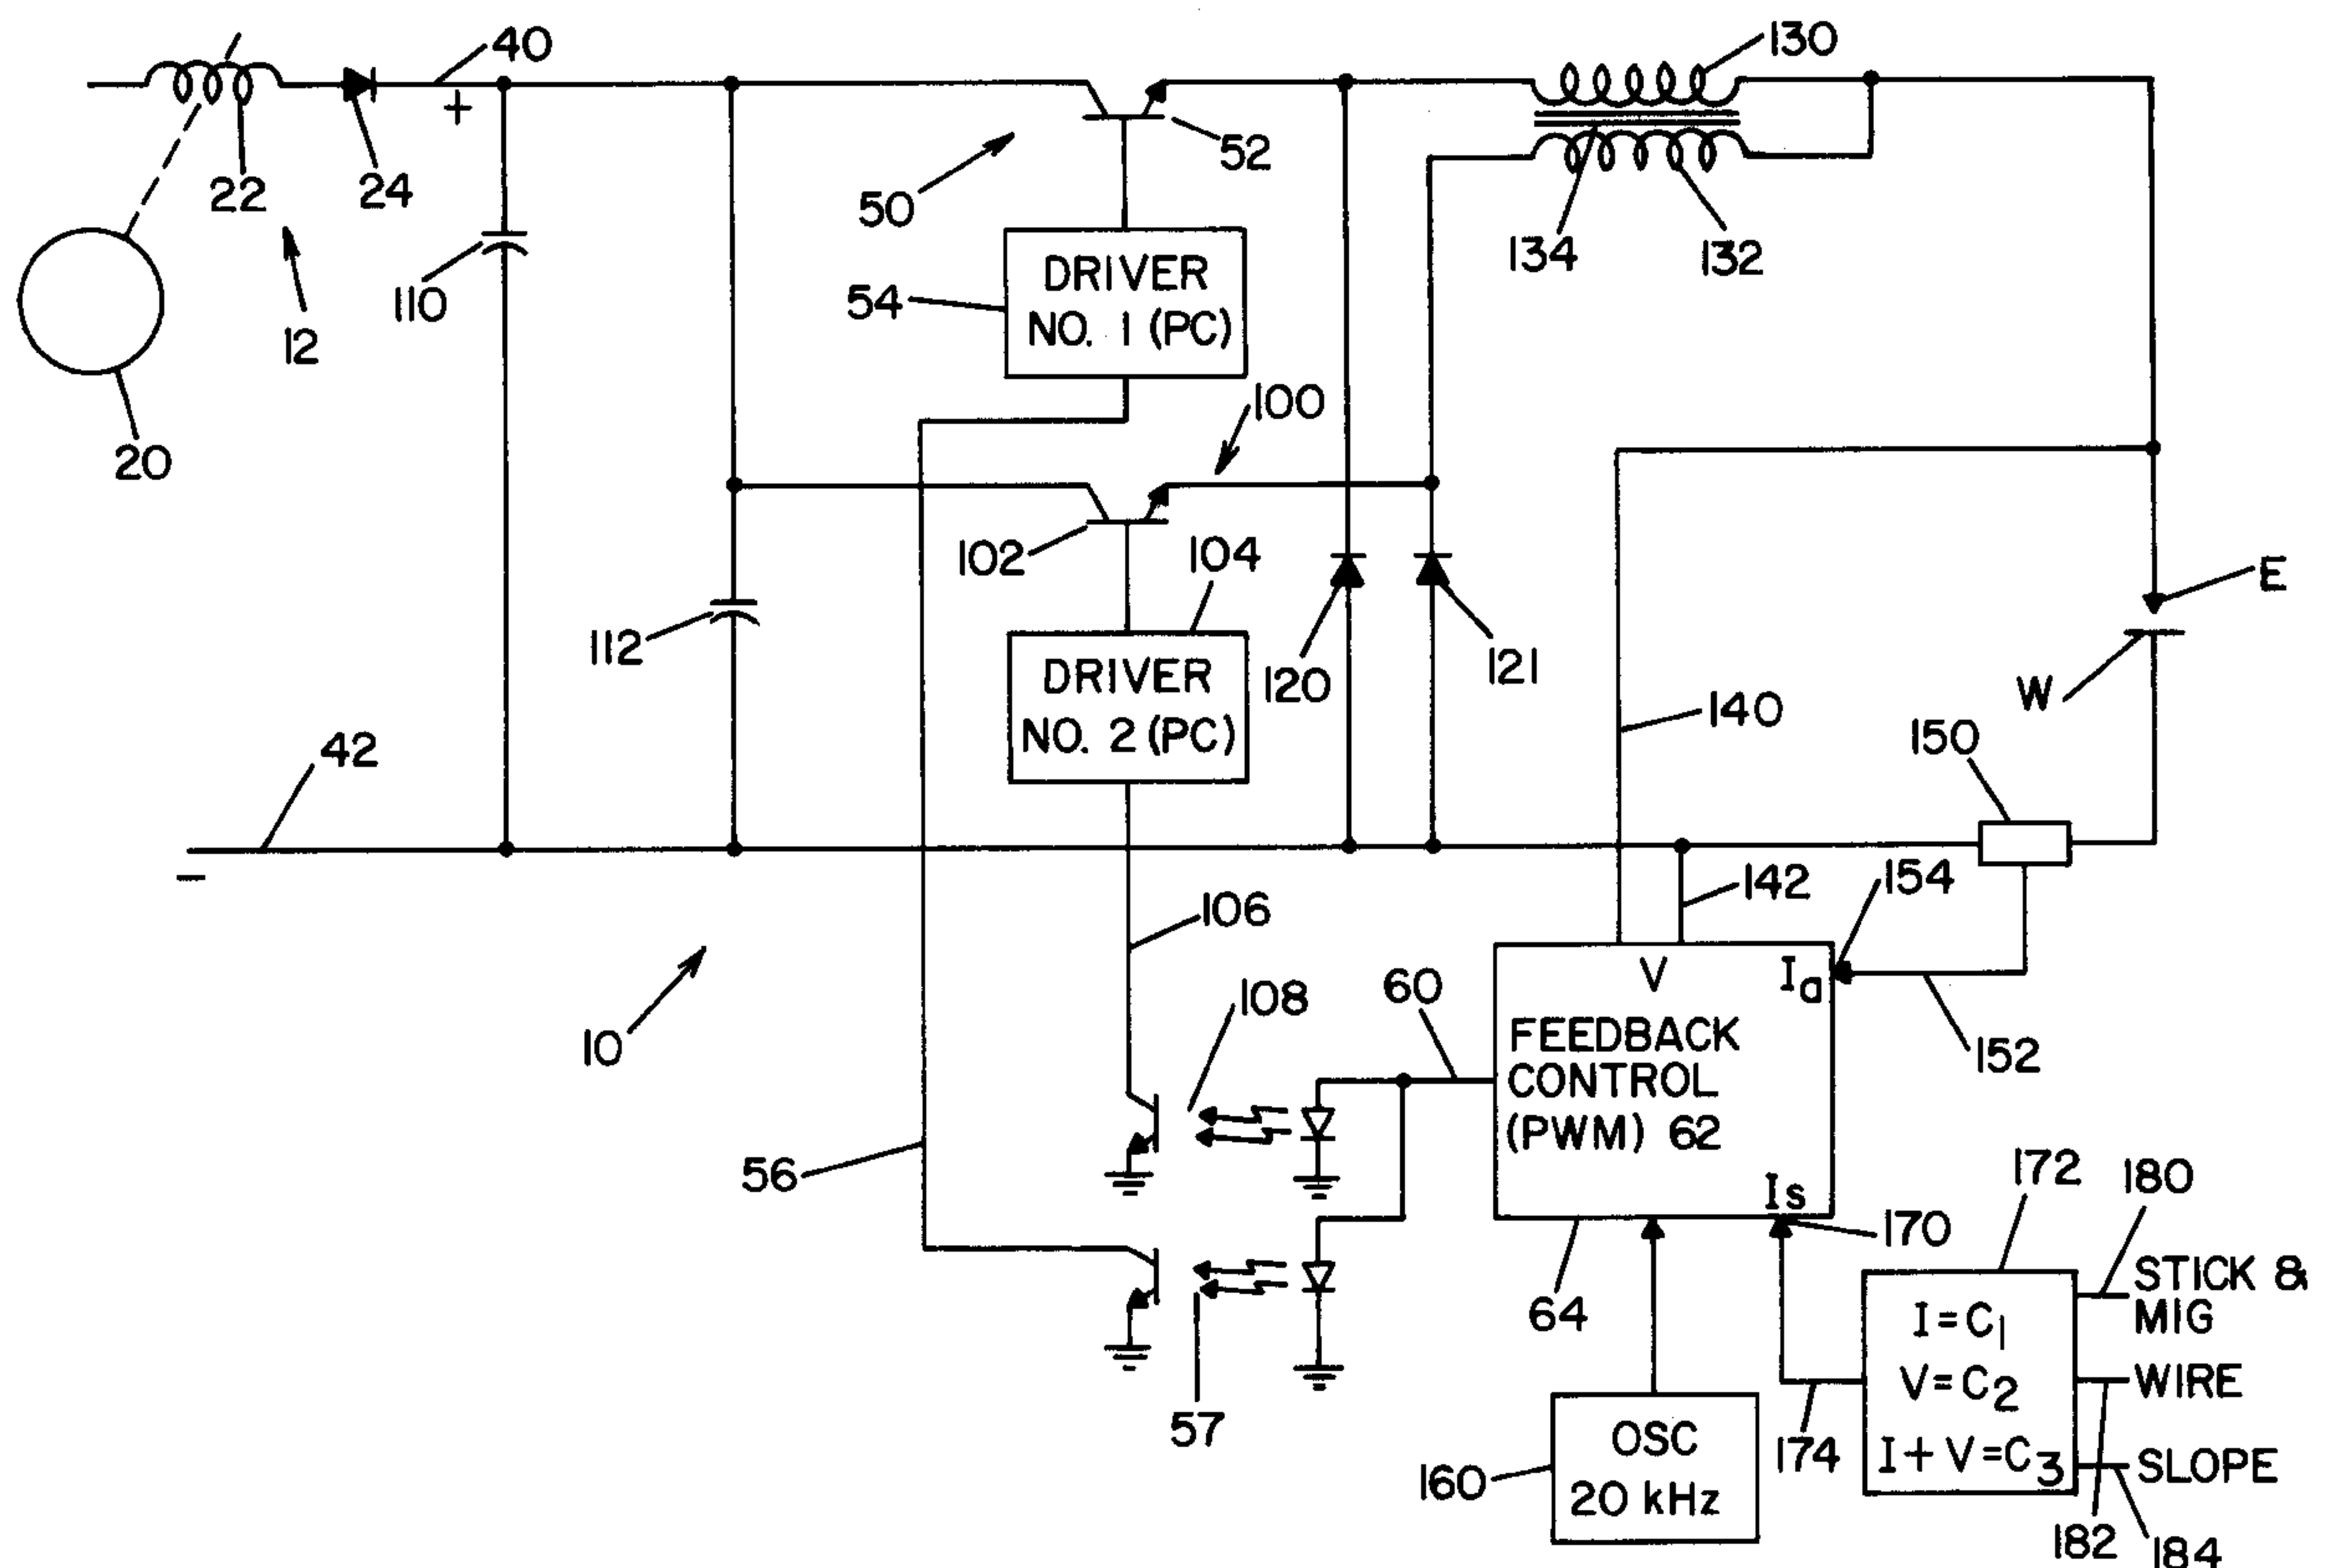 130
40
+
52
22
24
50
134
132
110
12
54
DRIVER
NO. 1 (PC)
100
20
102
104
E
112
DRIVER
NO. 2 (PC)
120
121
W
140
42
150
−
142
154
106
V
Ia
10
108
60
FEEDBACK
CONTROL
(PWM) 62
152
56
Is
172
180
170
STICK &
MIG
64
I=C1
57
V=C2
WIRE
OSC
20 kHz
160
174
I+V=C3
SLOPE
182
184